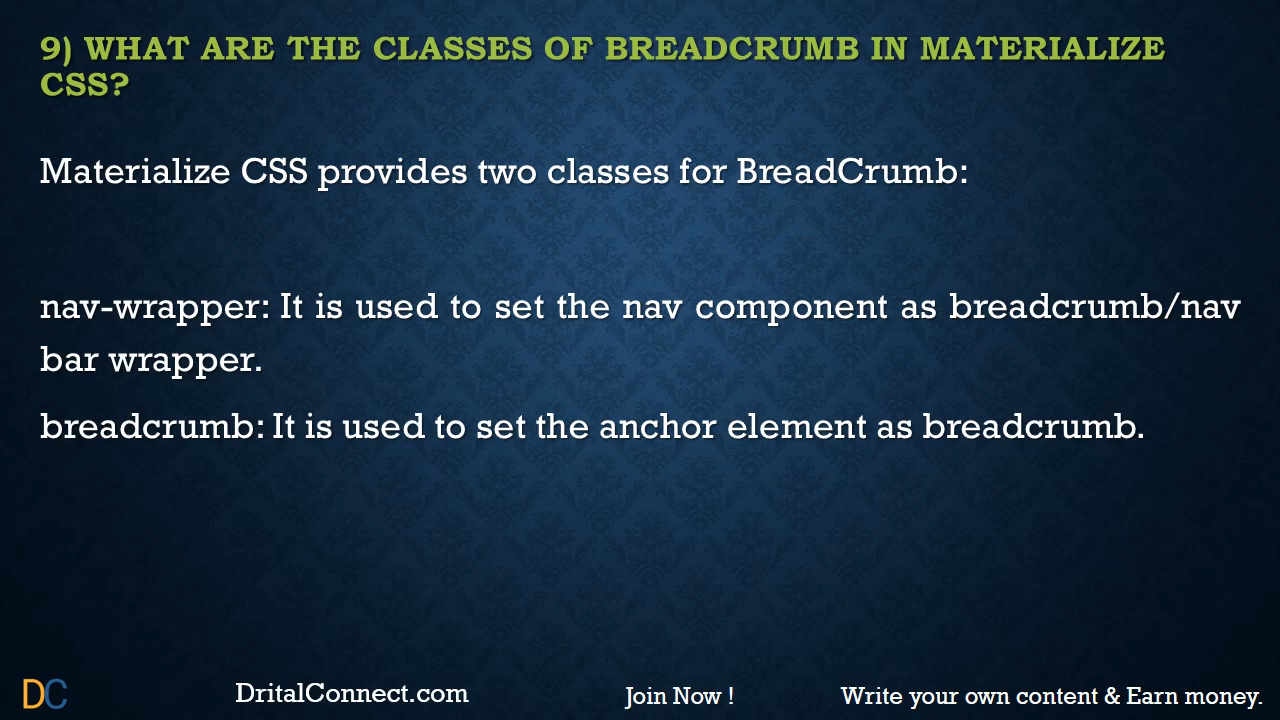 9) WHAT ARE THE CLASSES OF BREADCRUMB IN MATERIALIZE
CSS?
Materialize CSS provides two classes for BreadCrumb:
nav-wrapper: It is used to set the nav component as breadcrumb/nav
bar wrapper.
breadcrumb: It is used to set the anchor element as breadcrumb.
DC
DritalConnect.com
Join Now !
Write your own content & Earn money.